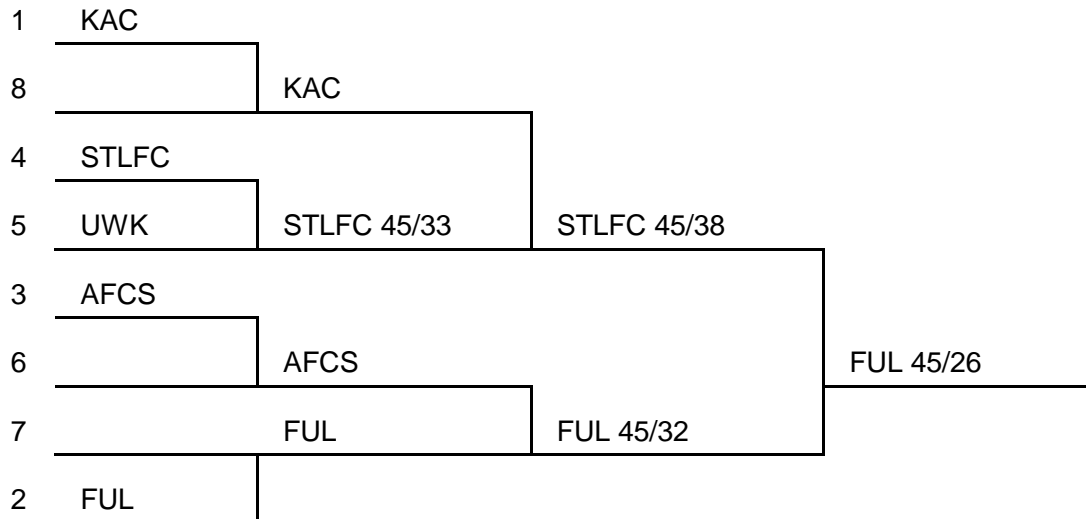 1 KAC
8 KAC
4 STLFC
5 UWK STLFC 45/33 STLFC 45/38
3 AFCS
6 AFCS FUL 45/26
7 FUL FUL 45/32
2 FUL